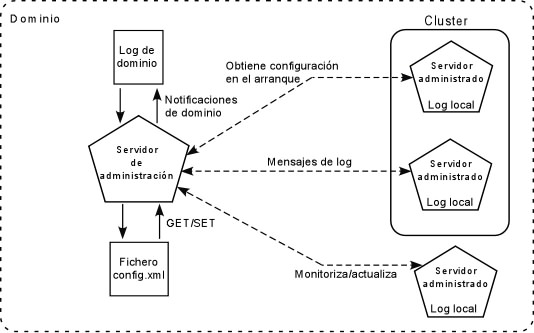 Dominio
Cluster
Log de
dominio
Obtiene configuración
en el arranque
Servidor
administrado
Log local
Notificaciones
de dominio
Servidor
de
administración
Mensajes de log
Servidor
administrado
Log local
GET/SET
Fichero
config.xml
Monitoriza/actualiza
Servidor
administrado
Log local